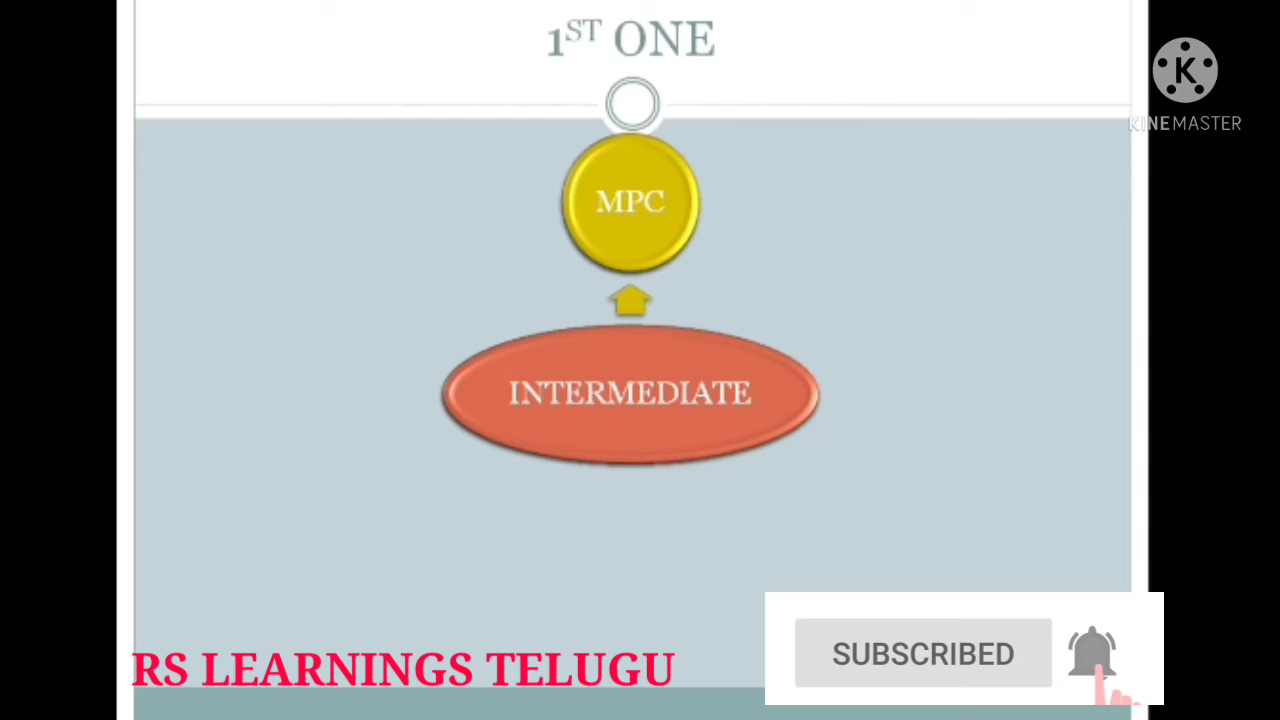 1ST ONE
K
KINEMASTER
MPC
INTERMEDIATE
SUBSCRIBED
RS LEARNINGS TELUGU